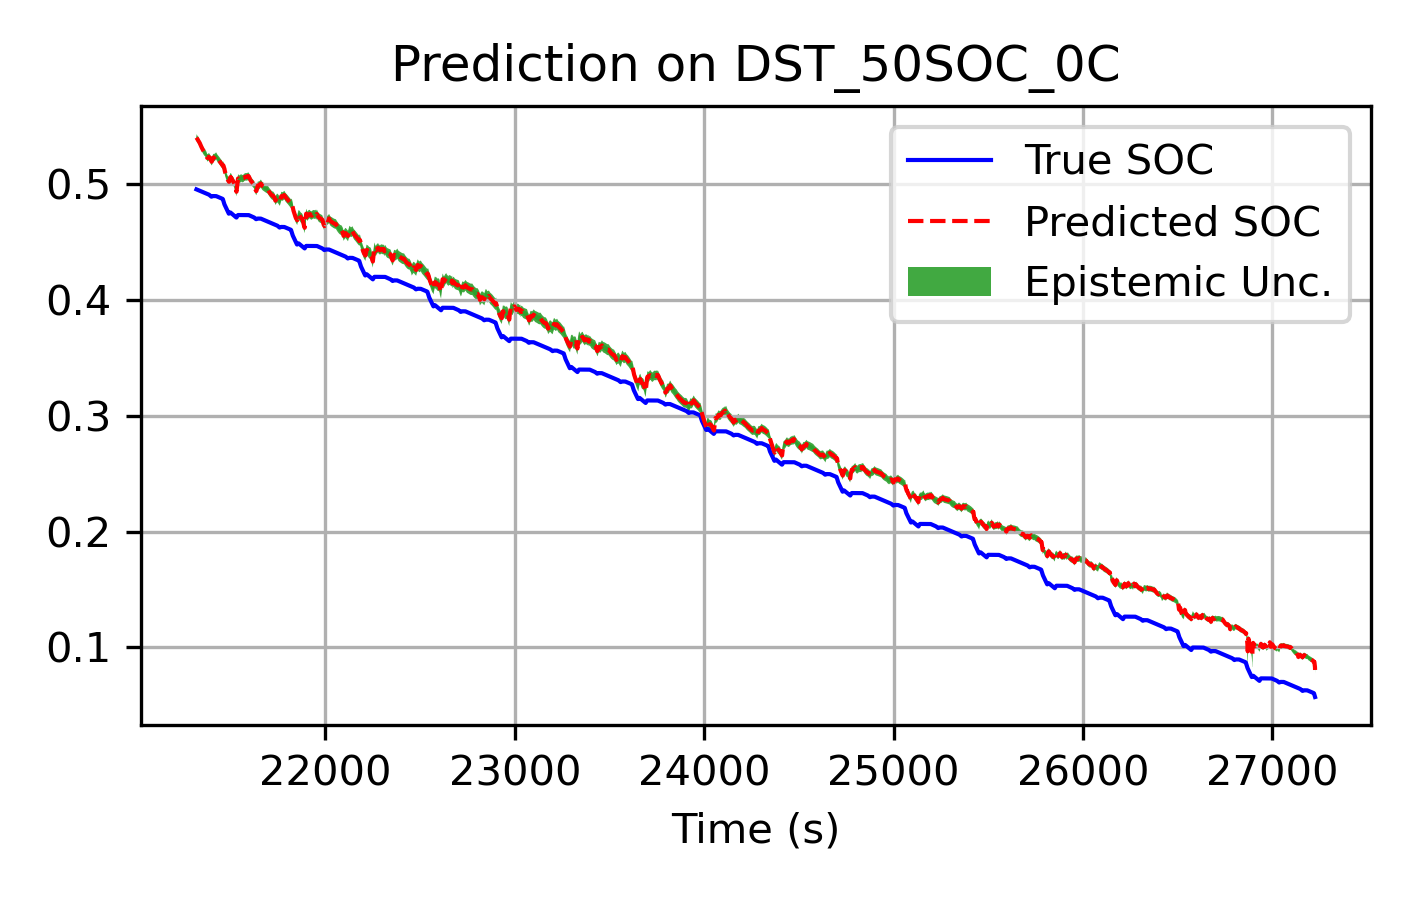 Prediction on DST_50SOC_0C
True SOC
Predicted SOC
Epistemic Unc.
0.5
0.4
0.3
0.2
0.1
22000 23000 24000 25000 26000 27000
Time (s)